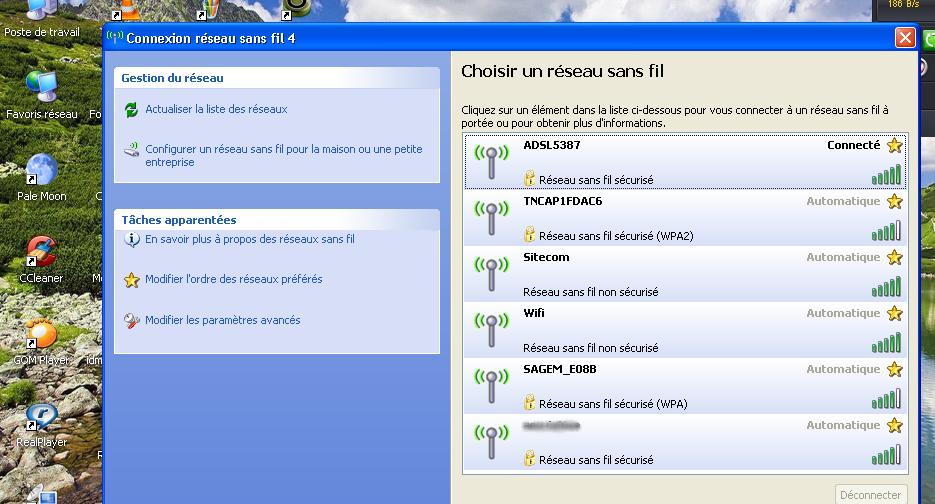 186 B/s
Poste de travail
Connexion réseau sans fil 4
Gestion du réseau
Actualiser la liste des réseaux
Configurer un réseau sans fil pour la maison ou une petite
entreprise
Tâches apparentées
En savoir plus à propos des réseaux sans fil
Modifier l'ordre des réseaux préférés
Modifier les paramètres avancés
Choisir un réseau sans fil
Cliquez sur un élément dans la liste ci-dessous pour vous connecter à un réseau sans fil à
portée ou pour obtenir plus d'informations.
ADSL5387 Connecté
Réseau sans fil sécurisé
TNCAP1FDAC6 Automatique
Réseau sans fil sécurisé (WPA2)
Sitecom Automatique
Réseau sans fil non sécurisé
Wifi Automatique
Réseau sans fil non sécurisé
SAGEM_E08B Automatique
Réseau sans fil sécurisé (WPA)
Automatique
Réseau sans fil sécurisé
Déconnecter
Favoris réseau
Fo
Pale Moon
C
CCleaner
M
GOM Player
idm
RealPlayer
R